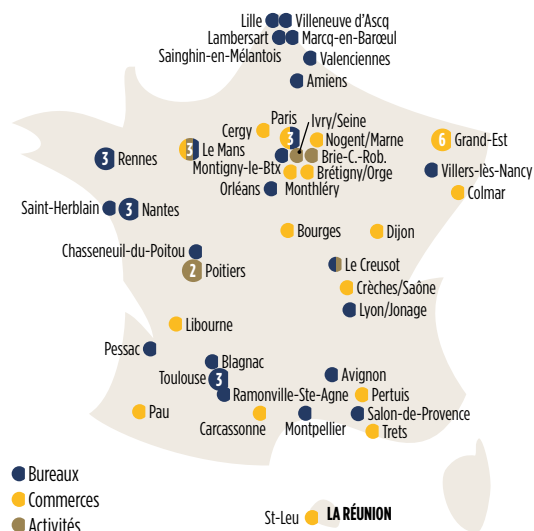 Lille Villeneuve d'Ascq
Lambersart Marcq-en-Barœul
Sainghin-en-Mélantois Valenciennes
Amiens
Paris Ivry/Seine
Cergy 3 Nogent/Marne 6 Grand-Est
3 Rennes 3 Le Mans
Montigny-le-Btx Brie-C.-Rob.
Brétigny/Orge Villers-lès-Nancy
Orléans Monthléry Colmar
Saint-Herblain 3 Nantes
Bourges Dijon
Chasseneuil-du-Poitou
2 Poitiers Le Creusot
Crèches/Saône
Lyon/Jonage
Libourne
Pessac
Blagnac Avignon
Toulouse 3
Ramonville-Ste-Agne Pertuis
Pau Carcassonne Montpellier Salon-de-Provence
Trets
Bureaux
Commerces
Activités
St-Leu LA RÉUNION